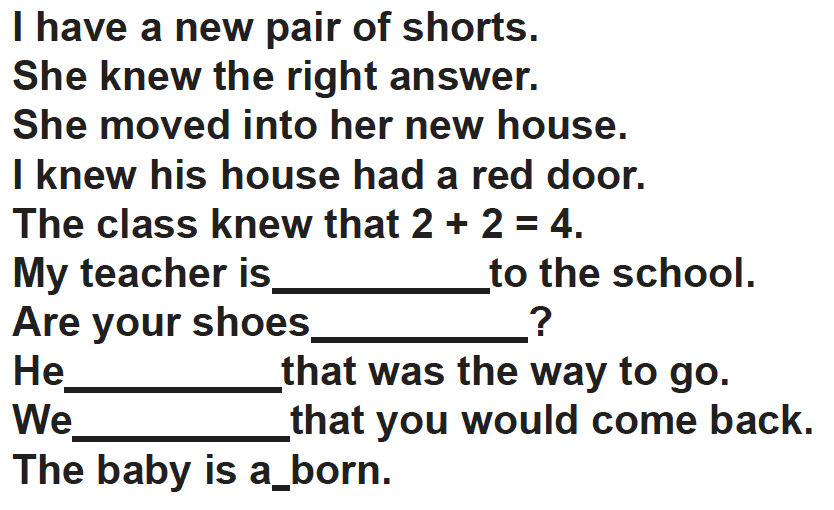 I have a new pair of shorts.
She knew the right answer.
She moved into her new house.
I knew his house had a red door.
The class knew that 2 + 2 = 4.
My teacher is__________to the school.
Are your shoes__________?
He__________that was the way to go.
We__________that you would come back.
The baby is a_born.